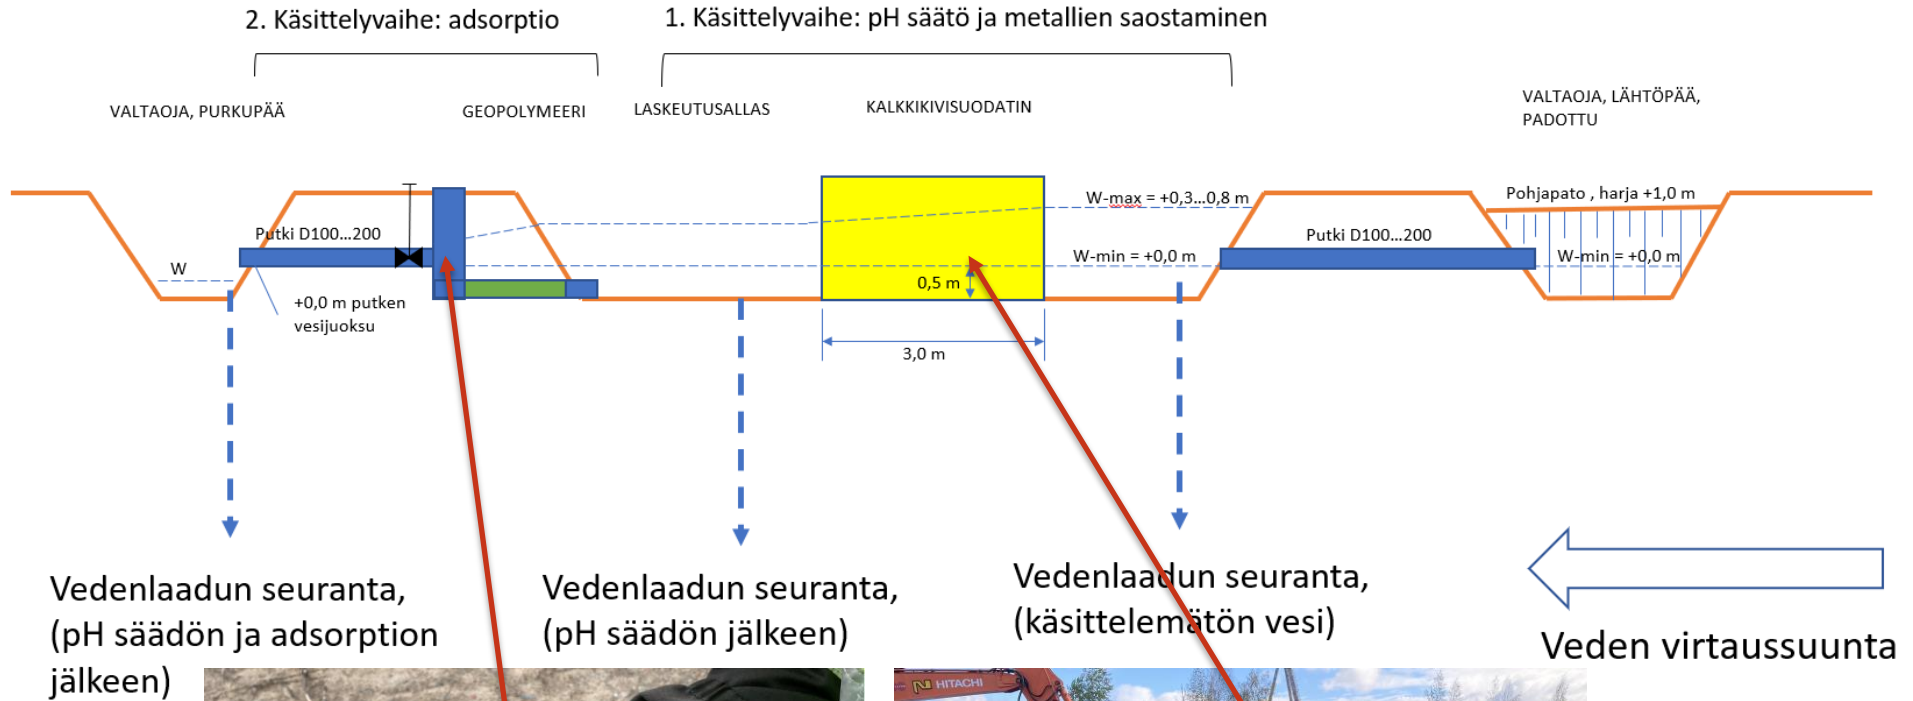 2. Käsittelyvaihe: adsorptio
1. Käsittelyvaihe: pH säätö ja metallien saostaminen
VALTAOJA, PURKUPÄÄ
GEOPOLYMEERI
LASKEUTUSALLAS
KALKKIKIVISUODATIN
VALTAOJA, LÄHTÖPÄÄ,
PADOTTU
W-max = +0,3...0,8 m
Pohjapato , harja +1,0 m
Putki D100...200
Putki D100...200
W
W-min = +0,0 m
W-min = +0,0 m
0,5 m
+0,0 m putken
vesijuoksu
3,0 m
Vedenlaadun seuranta,
(pH säädön ja adsorption
jälkeen)
Vedenlaadun seuranta,
(pH säädön jälkeen)
Vedenlaadun seuranta,
(käsittelemätön vesi)
Veden virtaussuunta
HITACHI